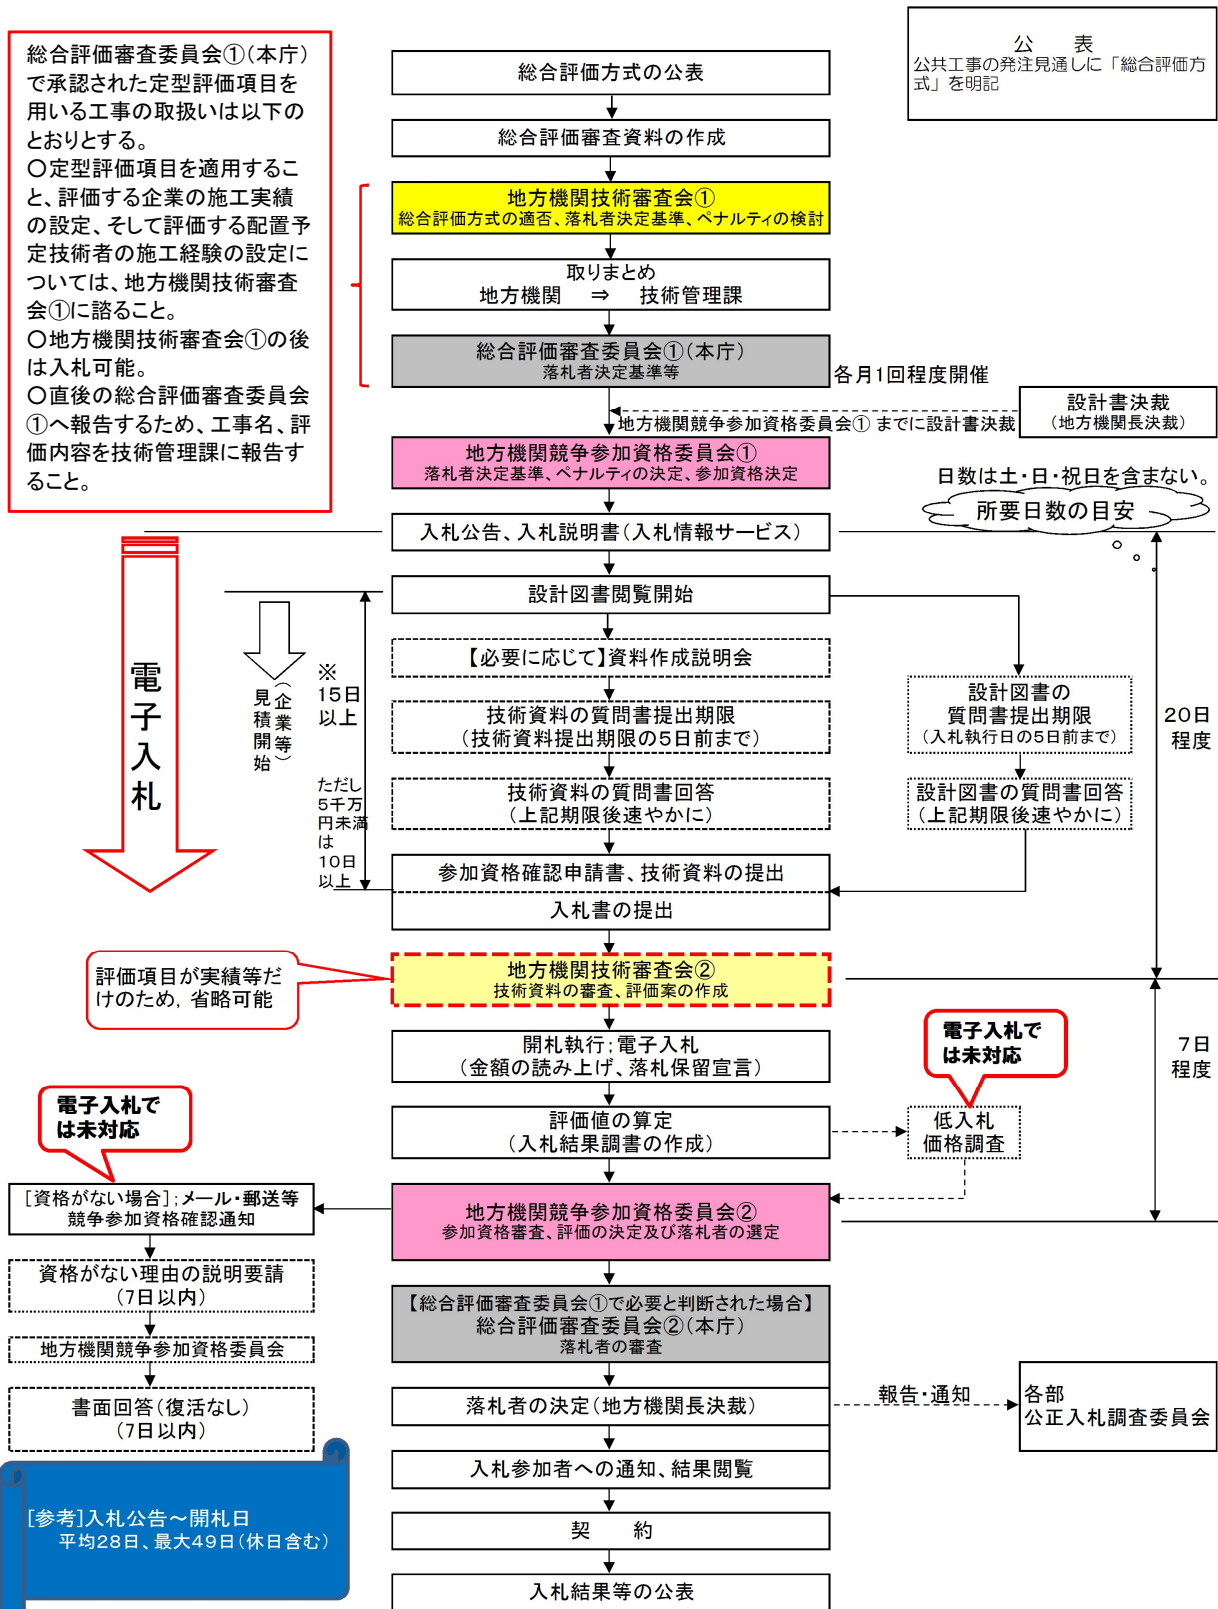 公　表
公共工事の発注見通しに「総合評価方
式」を明記
総合評価審査委員会①(本庁)
で承認された定型評価項目を
用いる工事の取扱いは以下の
とおりとする。
○定型評価項目を適用するこ
と、評価する企業の施工実績
の設定、そして評価する配置予
定技術者の施工経験の設定に
ついては、地方機関技術審査
会①に諮ること。
○地方機関技術審査会①の後
は入札可能。
○直後の総合評価審査委員会
①へ報告するため、工事名、評
価内容を技術管理課に報告す
ること。
総合評価方式の公表
総合評価審査資料の作成
地方機関技術審査会①
総合評価方式の適否、落札者決定基準、ペナルティの検討
取りまとめ
地方機関　⇒　技術管理課
総合評価審査委員会①(本庁)
落札者決定基準等
各月1回程度開催
設計書決裁
(地方機関長決裁)
地方機関競争参加資格委員会① までに設計書決裁
地方機関競争参加資格委員会①
落札者決定基準、ペナルティの決定、参加資格決定
日数は土・日・祝日を含まない。
所要日数の目安
入札公告、入札説明書(入札情報サービス)
電子入札
設計図書閲覧開始
見積開始
(企業等)
※
15日
以上
ただし
5千万
円未満
は
10日
以上
【必要に応じて】資料作成説明会
技術資料の質問書提出期限
(技術資料提出期限の5日前まで)
技術資料の質問書回答
(上記期限後速やかに)
設計図書の
質問書提出期限
(入札執行日の5日前まで)
設計図書の質問書回答
(上記期限後速やかに)
20日
程度
参加資格確認申請書、技術資料の提出
入札書の提出
評価項目が実績等だ
けのため, 省略可能
地方機関技術審査会②
技術資料の審査、評価案の作成
開札執行;電子入札
(金額の読み上げ、落札保留宣言)
電子入札で
は未対応
7日
程度
評価値の算定
(入札結果調書の作成)
低入札
価格調査
電子入札で
は未対応
[資格がない場合];メール・郵送等
競争参加資格確認通知
地方機関競争参加資格委員会②
参加資格審査、評価の決定及び落札者の選定
資格がない理由の説明要請
(7日以内)
地方機関競争参加資格委員会
書面回答(復活なし)
(7日以内)
【総合評価審査委員会①で必要と判断された場合】
総合評価審査委員会②(本庁)
落札者の審査
落札者の決定(地方機関長決裁)
報告・通知
各部
公正入札調査委員会
入札参加者への通知、結果閲覧
[参考]入札公告～開札日
平均28日、最大49日(休日含む)
契　約
入札結果等の公表